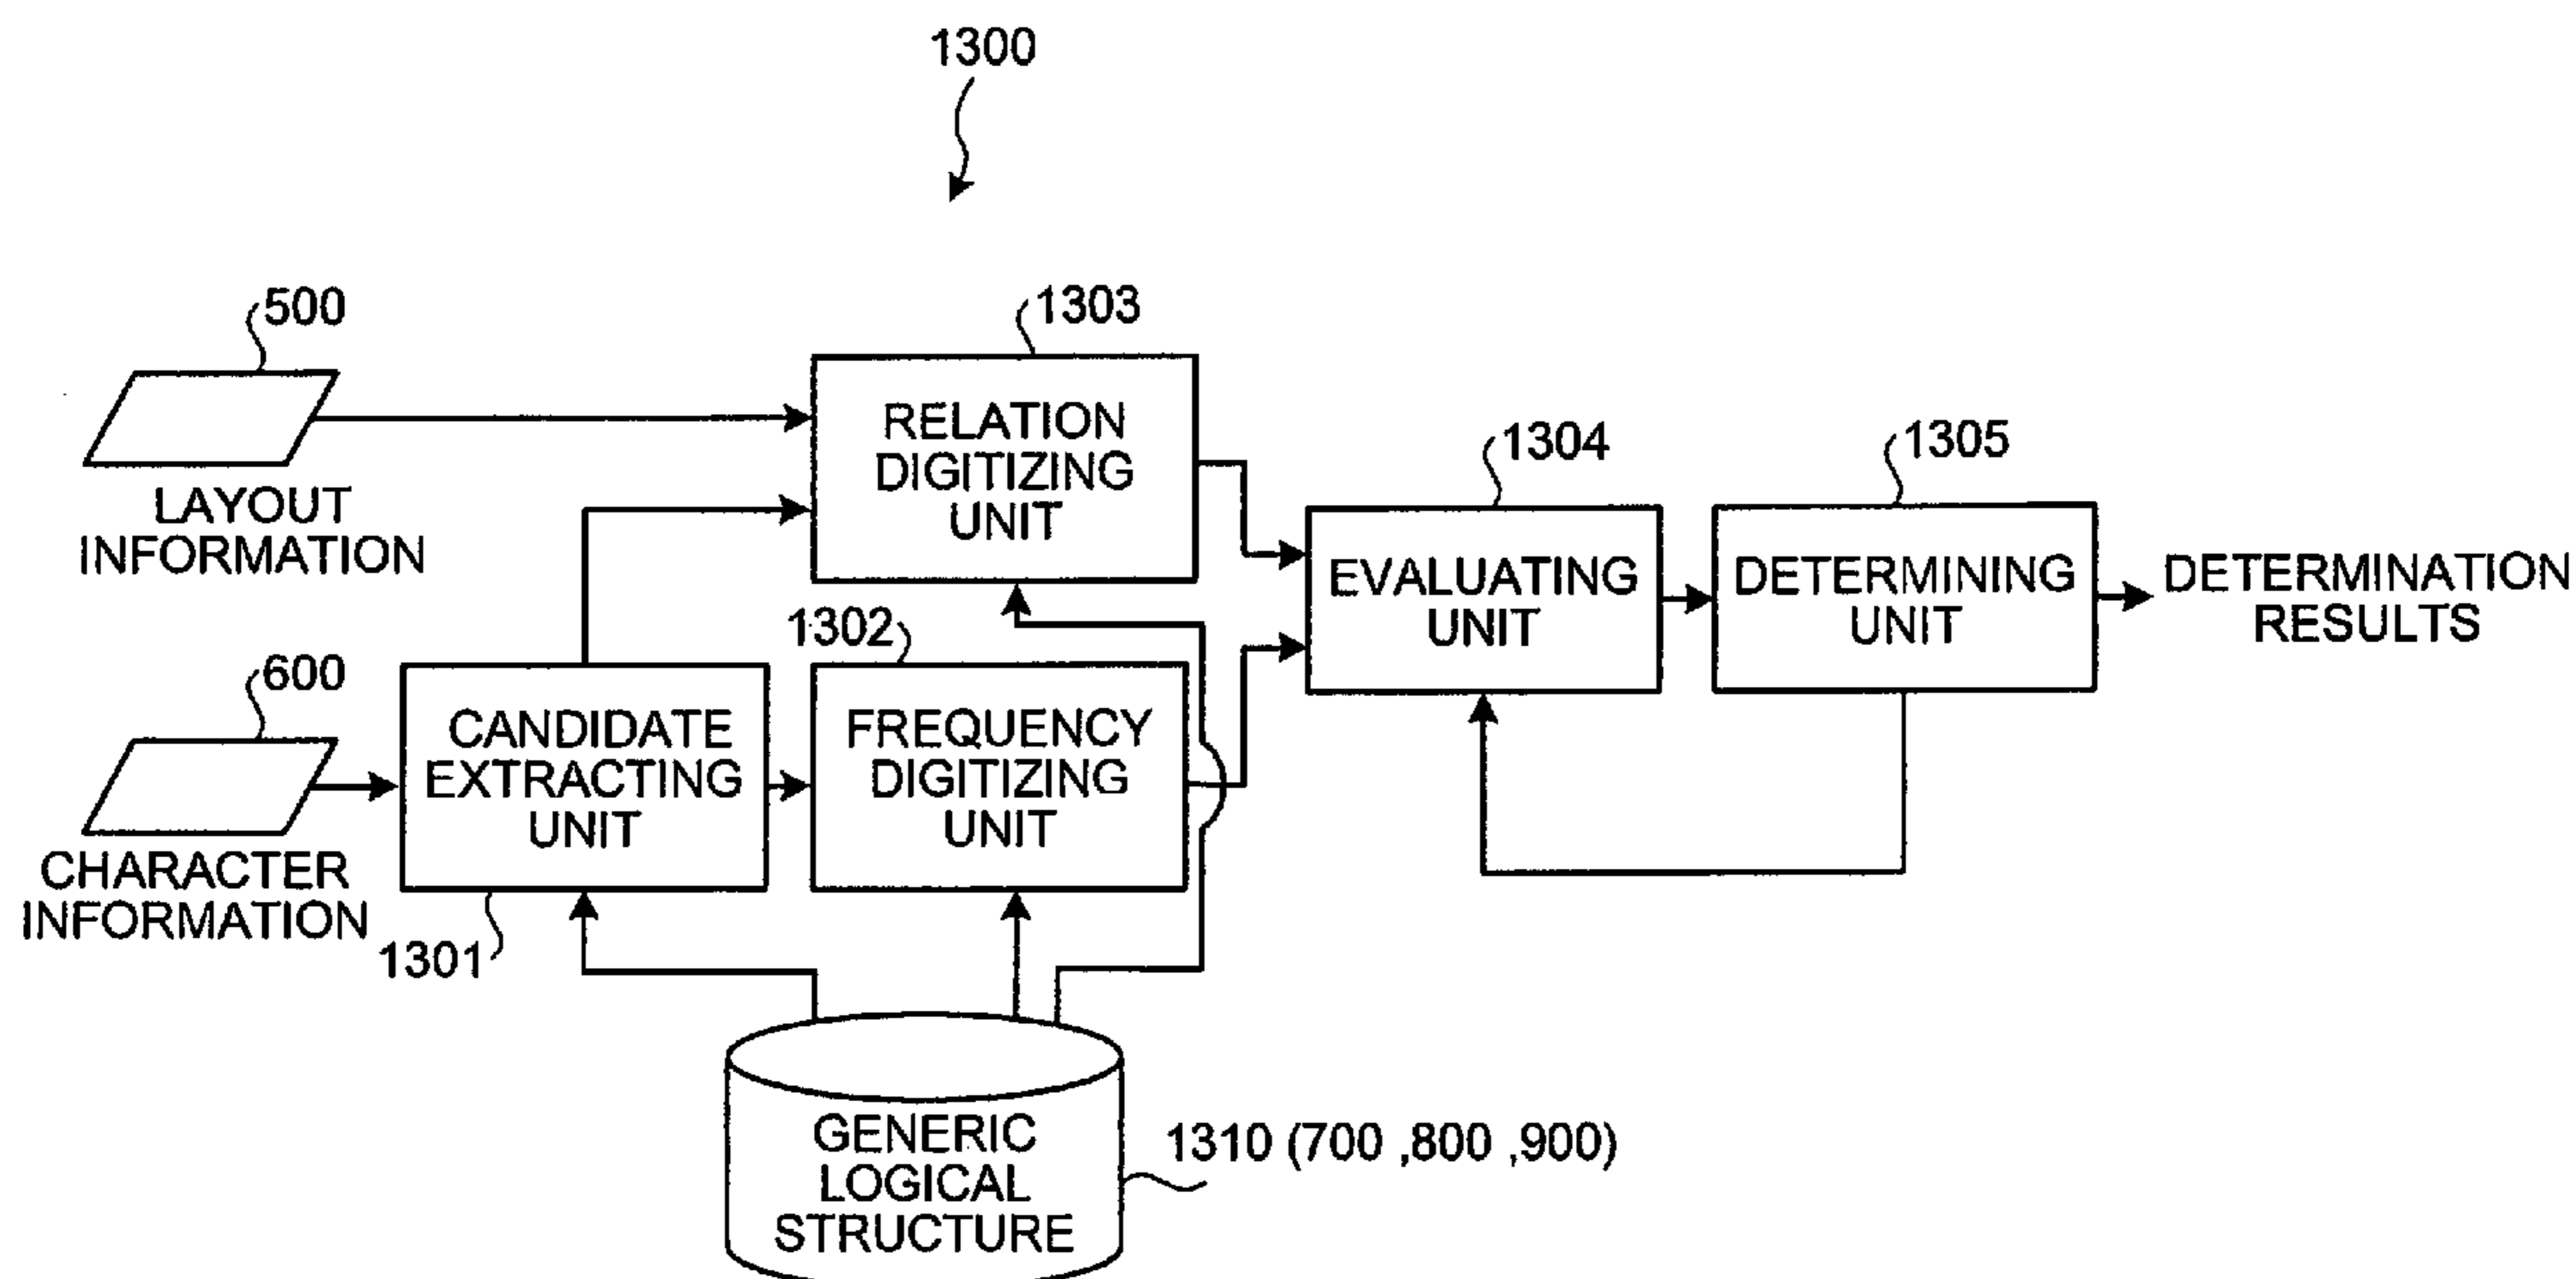 1300
500
1303
LAYOUT
INFORMATION
RELATION
DIGITIZING
UNIT
1304
1305
EVALUATING
UNIT
DETERMINING
UNIT
DETERMINATION
RESULTS
600
1302
CHARACTER
INFORMATION
CANDIDATE
EXTRACTING
UNIT
1301
FREQUENCY
DIGITIZING
UNIT
GENERIC
LOGICAL
STRUCTURE
1310 (700 ,800 ,900)